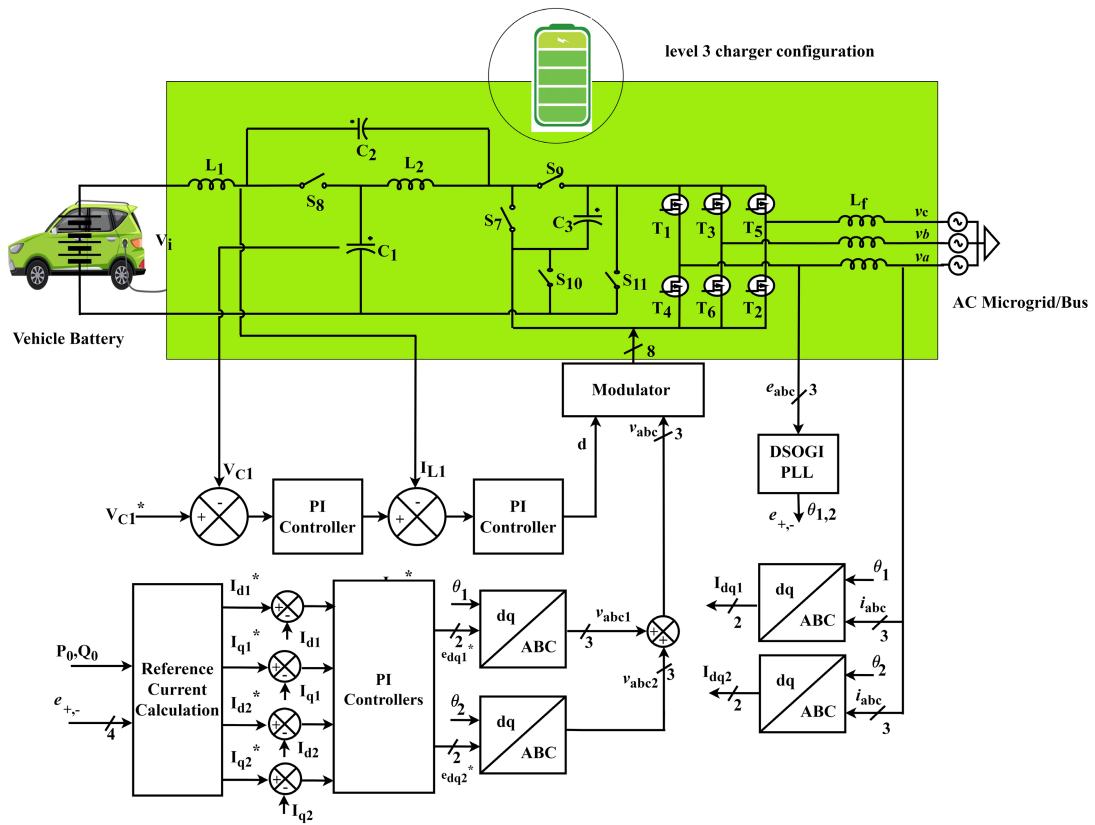 level 3 charger configuration
C2
L1
L2
S9
S8
S7
C3
T1
T3
T5
Lf
vc
vb
va
Vi
C1
S10
S11
T4
T6
T2
AC Microgrid/Bus
Vehicle Battery
8
Modulator
eabc
3
d
vabc
3
DSOGI
PLL
VC1
IL1
VC1*
-
+
PI
Controller
-
+
PI
Controller
e+,-
θ1,2
Id1*
+
-
Id1
*
θ1
dq
ABC
2
edq1*
vabc1
3
++
Idq1
2
dq
ABC
θ1
iabc
3
P0,Q0
Reference
Current
Calculation
Iq1*
+
-
Iq1
PI
Controllers
vabc2
3
Idq2
2
dq
ABC
θ2
iabc
3
e+,-
4
Id2*
+
-
Id2
θ2
dq
ABC
2
edq2*
Iq2*
+
-
Iq2